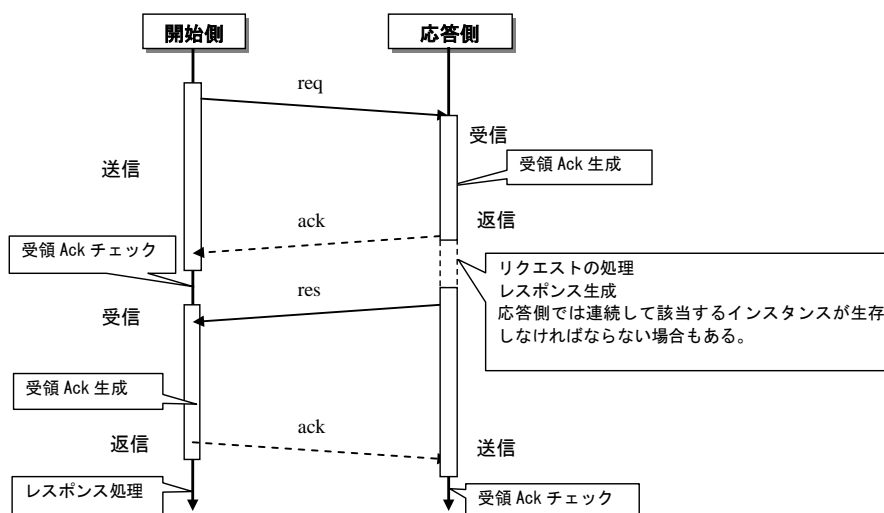 開始側
応答側
req
受信
送信
受領 Ack 生成
ack
返信
受領 Ack チェック
リクエストの処理
レスポンス生成
応答側では連続して該当するインスタンスが生存
しなければならない場合もある。
res
受信
受領 Ack 生成
ack
返信
送信
レスポンス処理
受領 Ack チェック